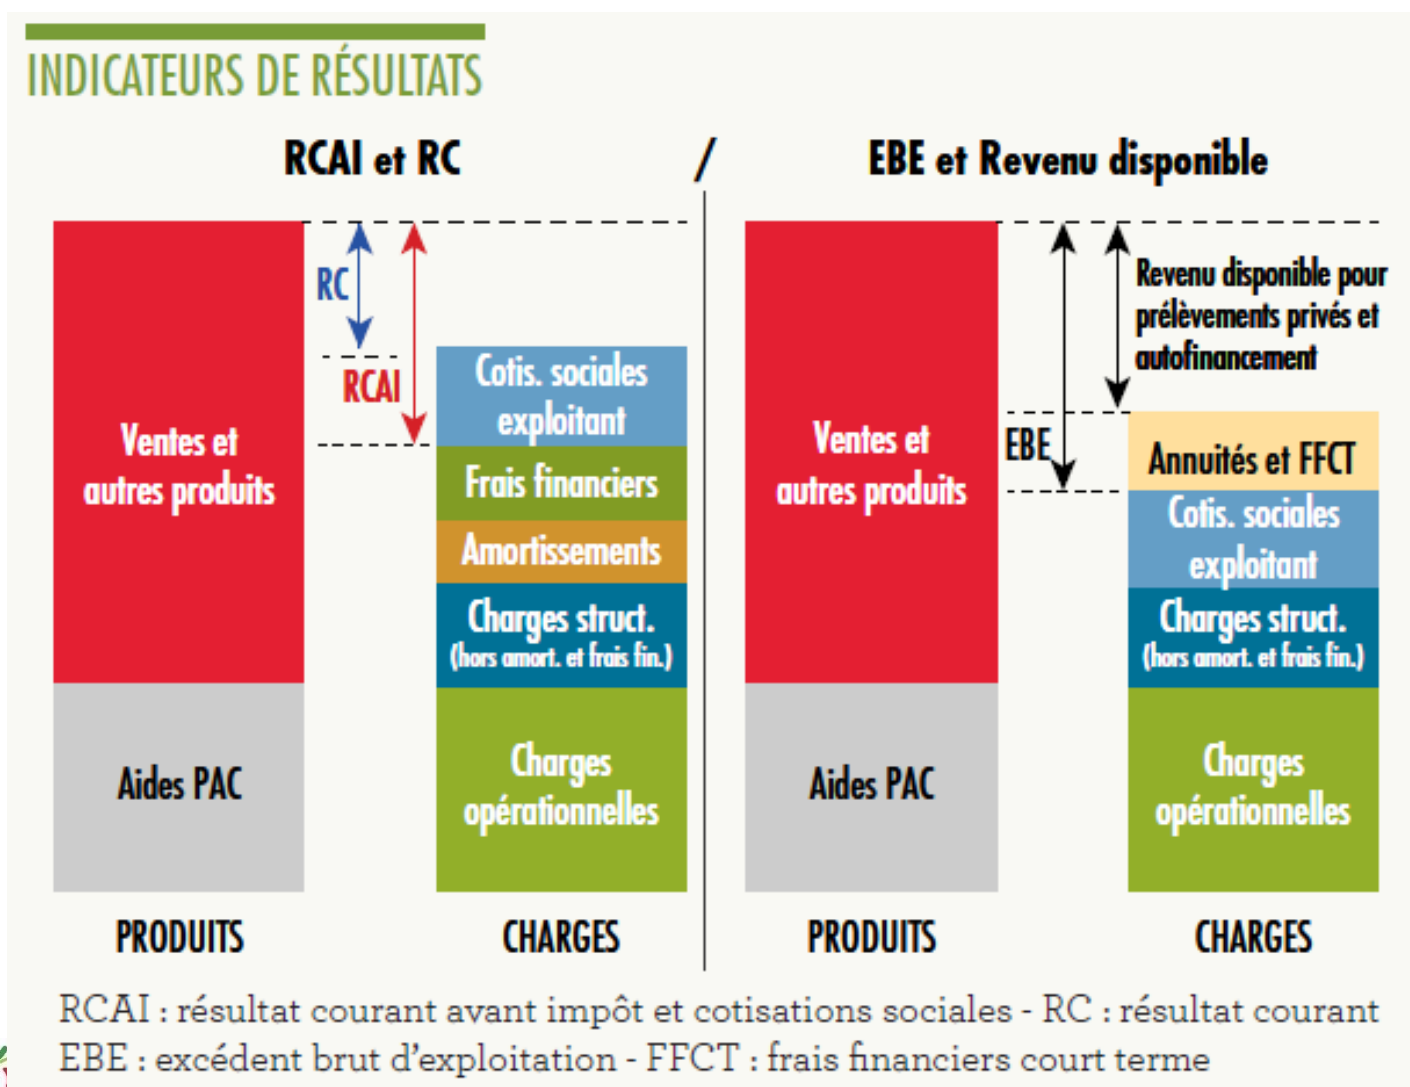 INDICATEURS DE RÉSULTATS
RCAI et RC / EBE et Revenu disponible
RC
RCAI
Ventes et
autres produits
Aides PAC
PRODUITS
Cotis. sociales
exploitant
Frais financiers
Amortissements
Charges struct.
(hors amort. et frais fin.)
Charges
opérationnelles
CHARGES
Ventes et
autres produits
Aides PAC
PRODUITS
EBE
Revenu disponible pour
prélèvements privés et
autofinancement
Annuités et FFCT
Cotis. sociales
exploitant
Charges struct.
(hors amort. et frais fin.)
Charges
opérationnelles
CHARGES
RCAI : résultat courant avant impôt et cotisations sociales - RC : résultat courant
EBE : excédent brut d’exploitation - FFCT : frais financiers court terme